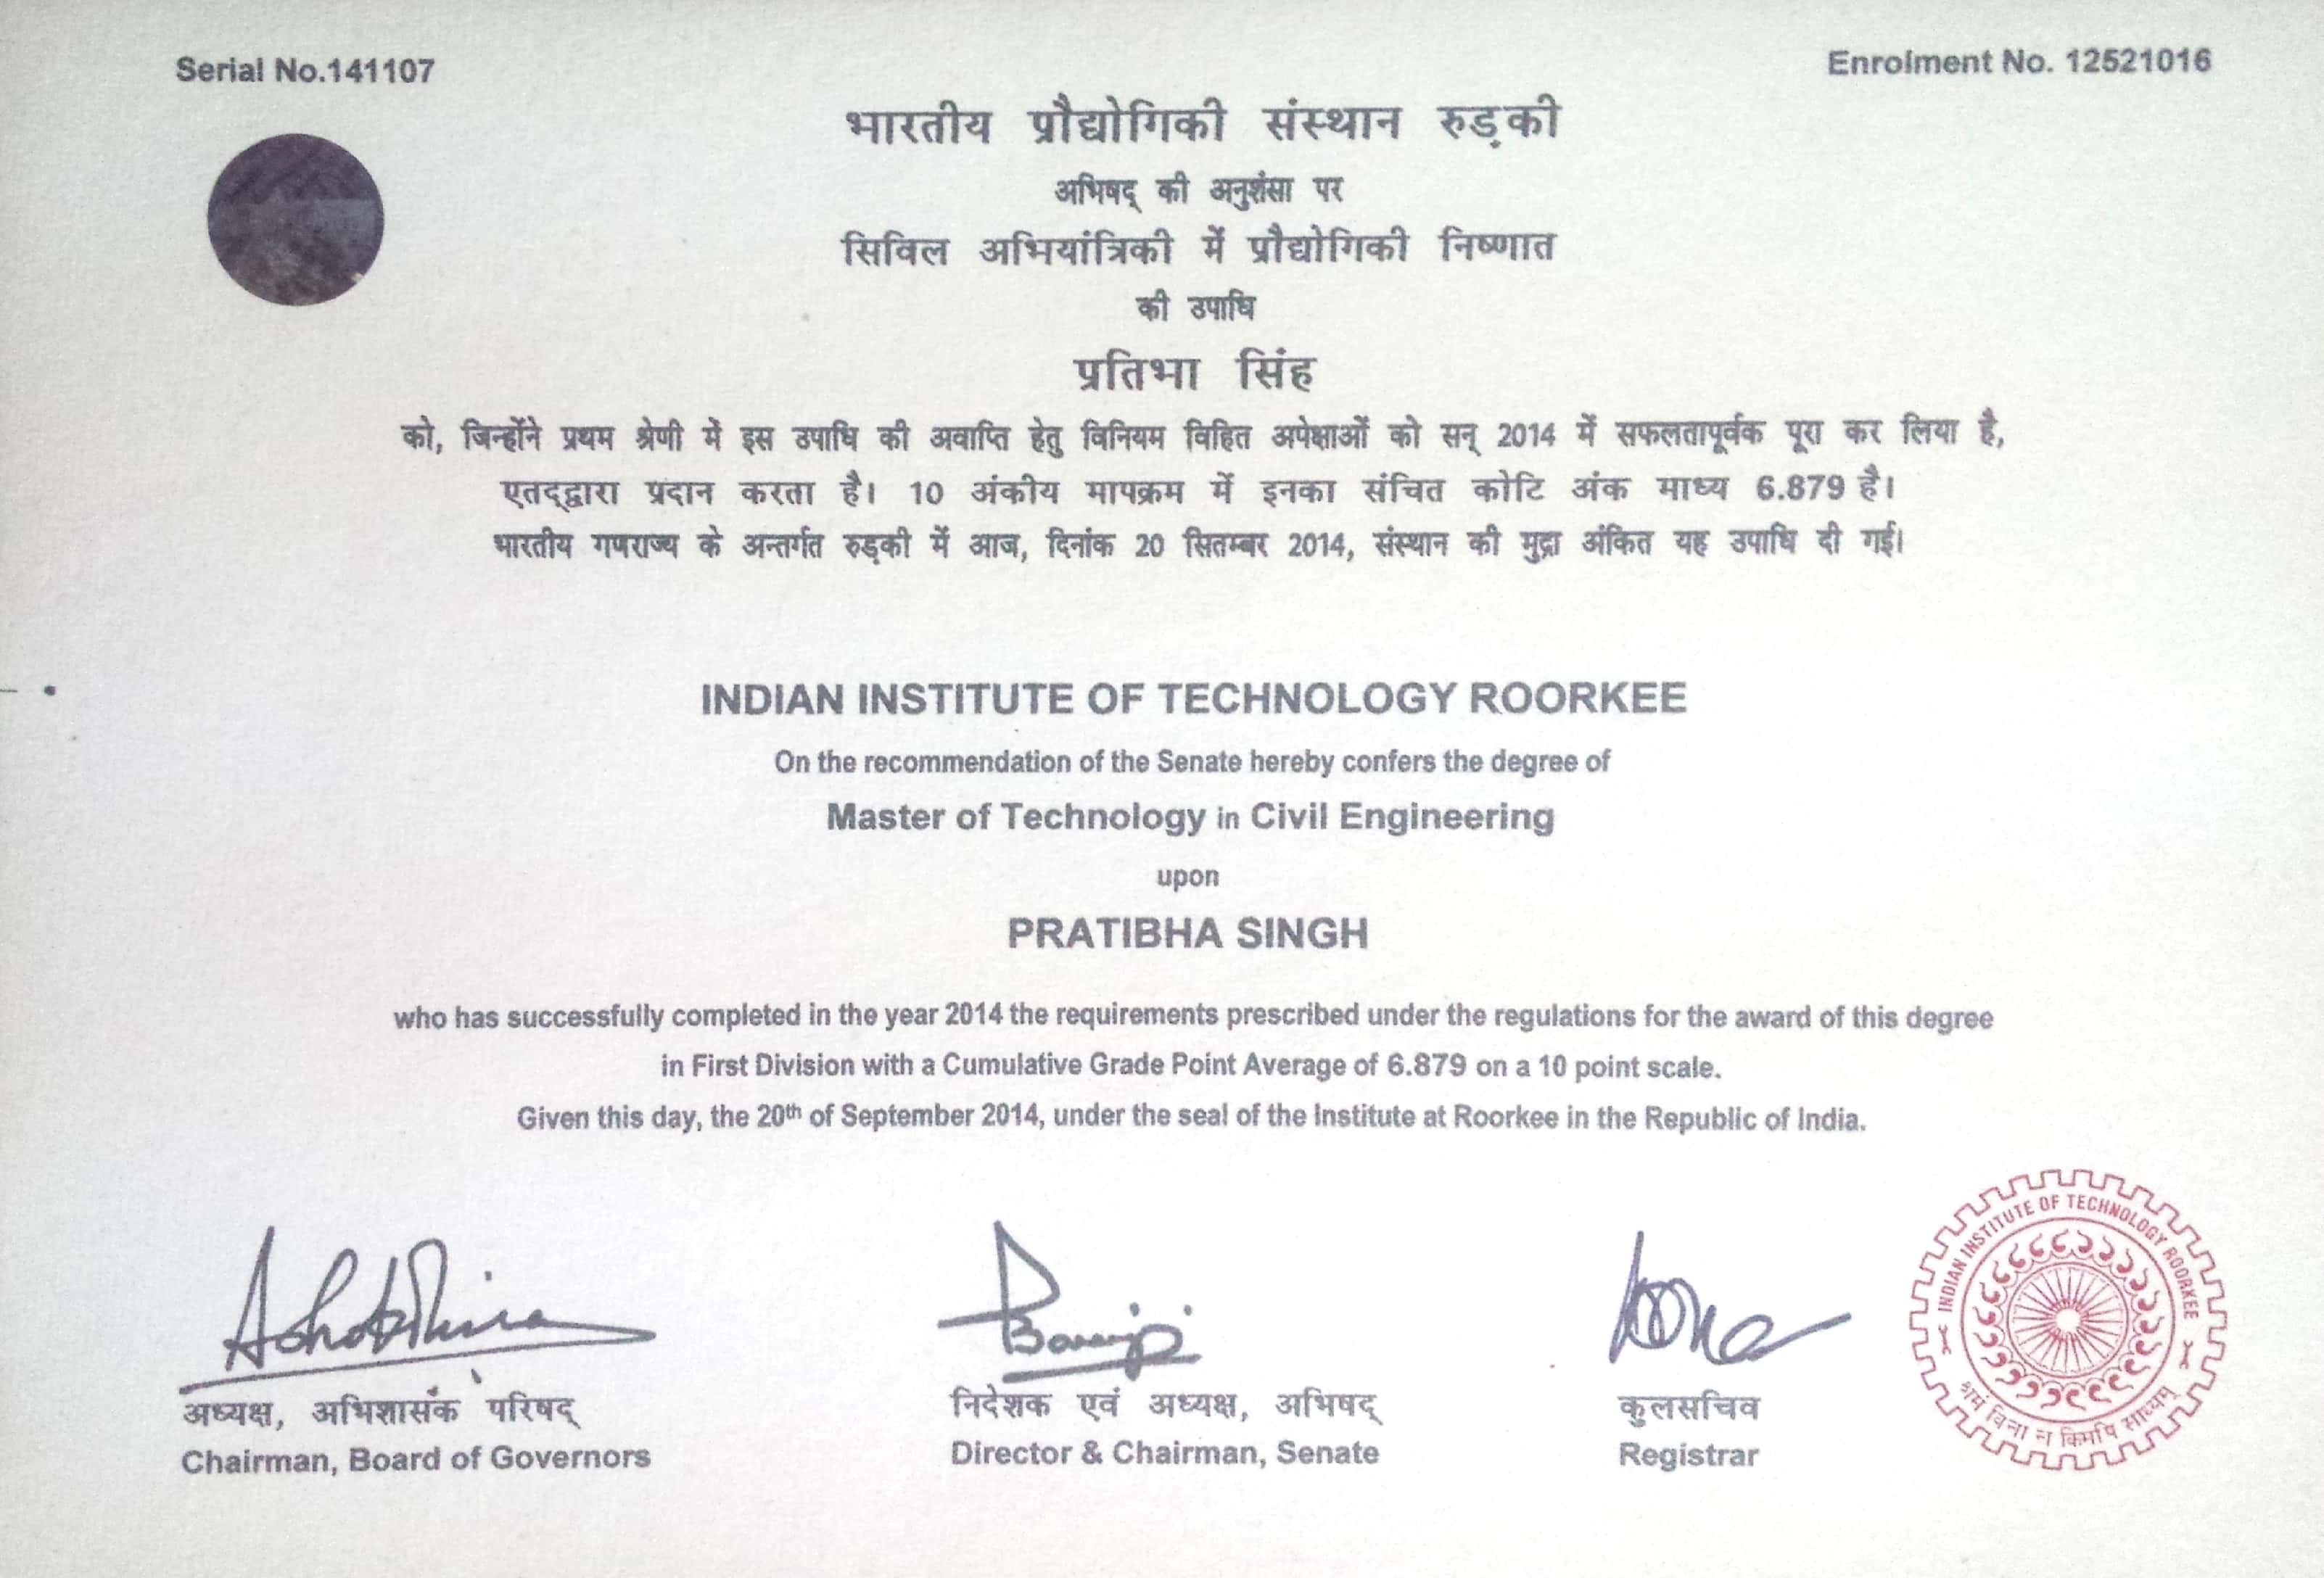 Serial No.141107
Enrolment No. 12521016
भारतीय प्रौद्योगिकी संस्थान रुड़की
अभिषद् की अनुशंसा पर
सिविल अभियांत्रिकी में प्रौद्योगिकी निष्णात
की उपाधि
प्रतिभा सिंह
को, जिन्होंने प्रथम श्रेणी में इस उपाधि की अवाप्ति हेतु विनियम विहित अपेक्षाओं को सन् 2014 में सफलतापूर्वक पूरा कर लिया है,
एतद्द्वारा प्रदान करता है। 10 अंकीय मापक्रम में इनका संचित कोटि अंक माध्य 6.879 है।
भारतीय गणराज्य के अन्तर्गत रुड़की में आज, दिनांक 20 सितम्बर 2014, संस्थान की मुद्रा अंकित यह उपाधि दी गई।
INDIAN INSTITUTE OF TECHNOLOGY ROORKEE
On the recommendation of the Senate hereby confers the degree of
Master of Technology in Civil Engineering
upon
PRATIBHA SINGH
who has successfully completed in the year 2014 the requirements prescribed under the regulations for the award of this degree
in First Division with a Cumulative Grade Point Average of 6.879 on a 10 point scale.
Given this day, the 20th of September 2014, under the seal of the Institute at Roorkee in the Republic of India.
अध्यक्ष, अभिशासक परिषद्
Chairman, Board of Governors
निदेशक एवं अध्यक्ष, अभिषद्
Director & Chairman, Senate
कुलसचिव
Registrar
INDIAN INSTITUTE OF TECHNOLOGY ROORKEE
श्रमं विना न किमपि साध्यम्